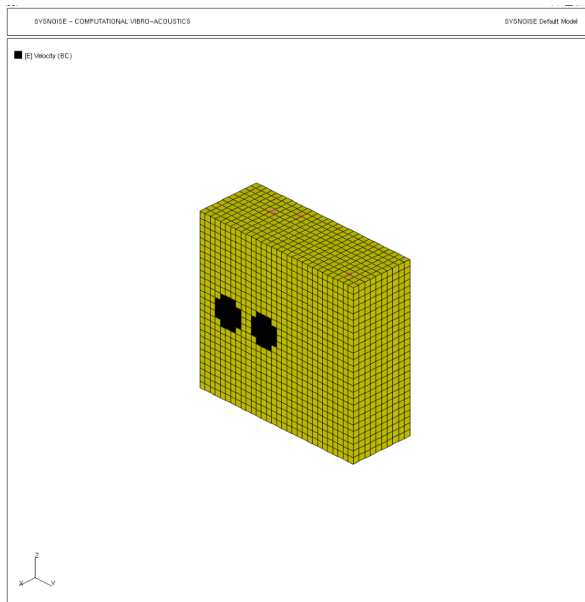 SYSNOISE - COMPUTATIONAL VIBRO-ACOUSTICS
SYSNOISE Default Model
[E] Velocity (BC)
Z
X
Y